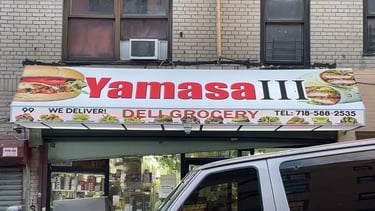 Yamasa III
99 WE DELIVER! DELI GROCERY TEL: 718-588-2535